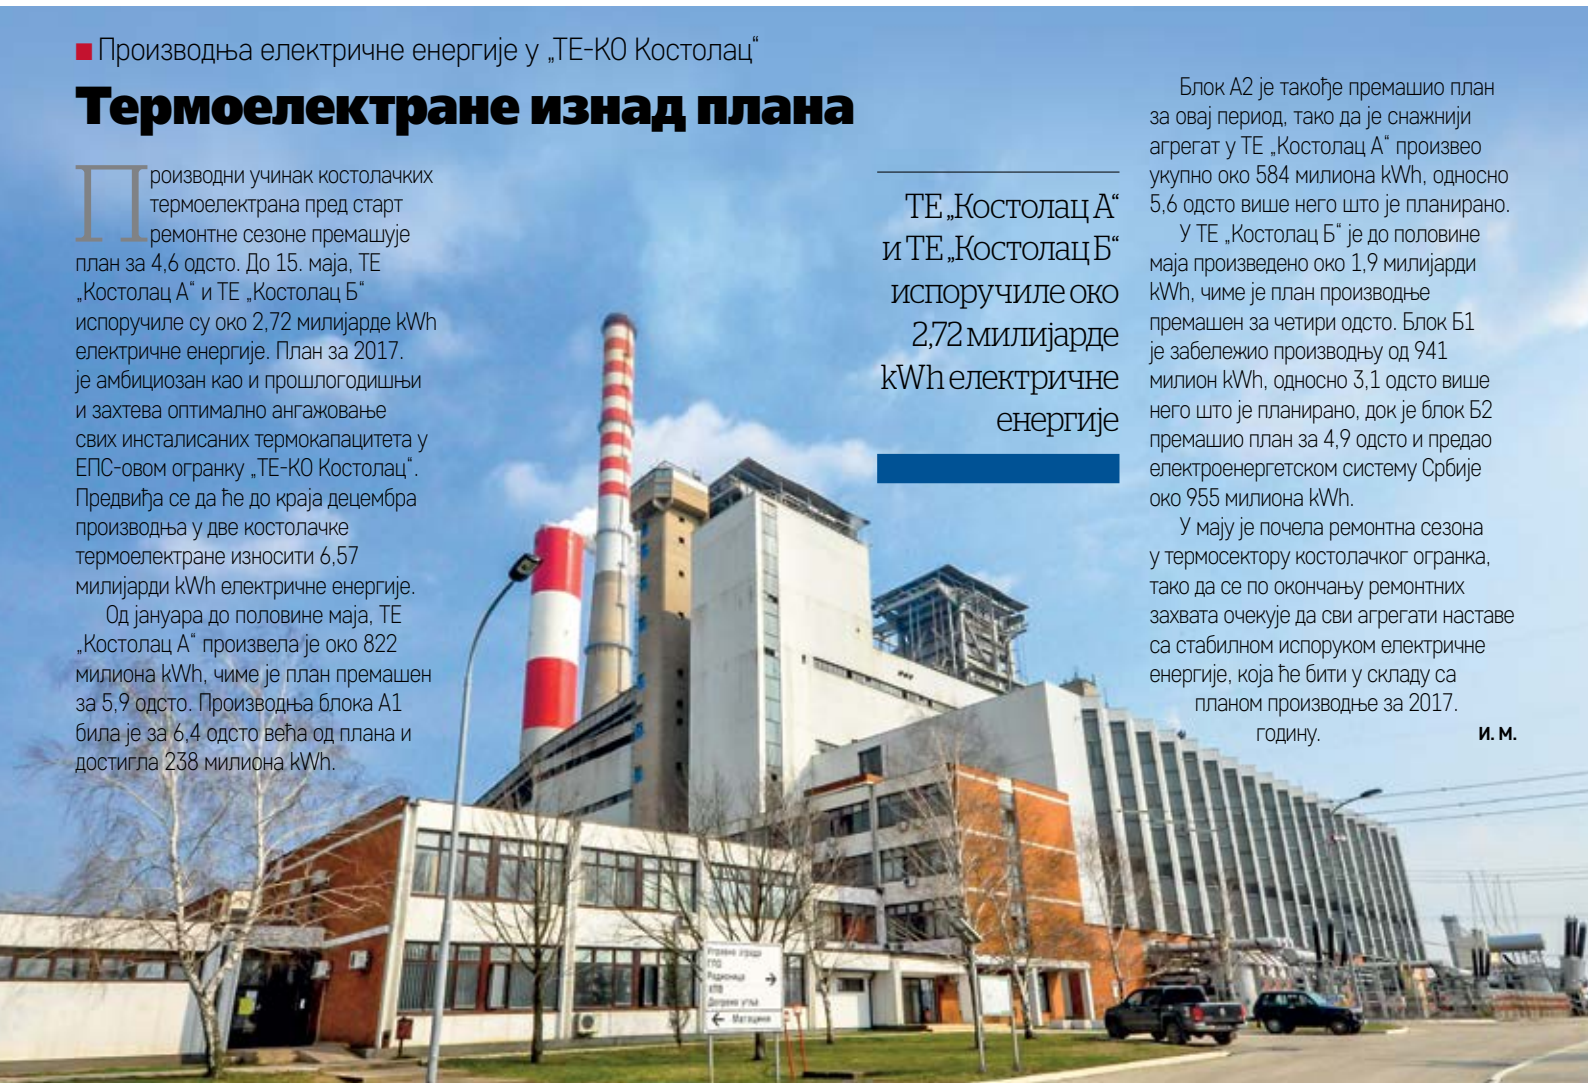 Производња електричне енергије у „ТЕ-КО Костолац“
Термоелектране изнад плана
Производни учинак костолачких
термоелектрана пред старт
ремонтне сезоне премашује
план за 4,6 одсто. До 15. маја, ТЕ
„Костолац А“ и ТЕ „Костолац Б“
испоручиле су око 2,72 милијарде kWh
електричне енергије. План за 2017.
је амбициозан као и прошлогодишњи
и захтева оптимално ангажовање
свих инсталисаних термокапацитета у
ЕПС-овом огранку „ТЕ-КО Костолац“.
Предвиђа се да ће до краја децембра
производња у две костолачке
термоелектране износити 6,57
милијарди kWh електричне енергије.
Од јануара до половине маја, ТЕ
„Костолац А“ произвела је око 822
милиона kWh, чиме је план премашен
за 5,9 одсто. Производња блока А1
била је за 6,4 одсто већа од плана и
достигла 238 милиона kWh.
ТЕ „Костолац А“
и ТЕ „Костолац Б“
испоручиле око
2,72 милијарде
kWh електричне
енергије
Блок А2 је такође премашио план
за овај период, тако да је снажнији
агрегат у ТЕ „Костолац А“ произвео
укупно око 584 милиона kWh, односно
5,6 одсто више него што је планирано.
У ТЕ „Костолац Б“ је до половине
маја произведено око 1,9 милијарди
kWh, чиме је план производње
премашен за четири одсто. Блок Б1
је забележио производњу од 941
милион kWh, односно 3,1 одсто више
него што је планирано, док је блок Б2
премашио план за 4,9 одсто и предао
електроенергетском систему Србије
око 955 милиона kWh.
У мају је почела ремонтна сезона
у термосектору костолачког огранка,
тако да се по окончању ремонтних
захвата очекује да сви агрегати наставе
са стабилном испоруком електричне
енергије, која ће бити у складу са
планом производње за 2017.
годину.
И. М.
Управна зграда
ГПО
Радионица
ХПВ
Допрема угља
Магацини